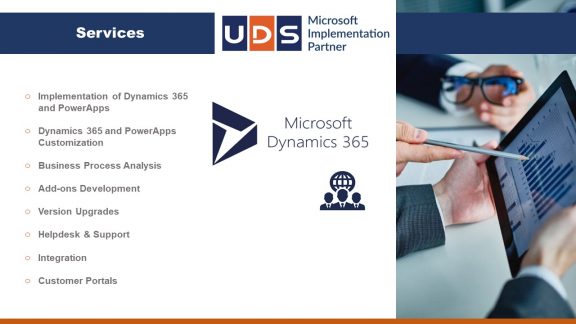 Services
UDS
Microsoft
Implementation
Partner
Implementation of Dynamics 365
and PowerApps
Dynamics 365 and PowerApps
Customization
Business Process Analysis
Add-ons Development
Version Upgrades
Helpdesk & Support
Integration
Customer Portals
Microsoft
Dynamics 365